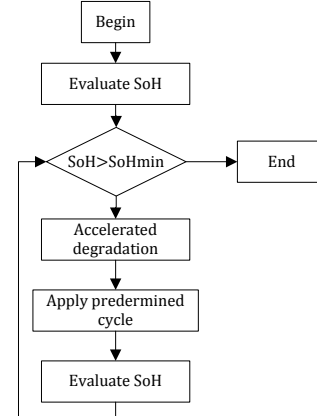 Begin
Evaluate SoH
SoH>SoHmin
End
Accelerated
degradation
Apply predermined
cycle
Evaluate SoH